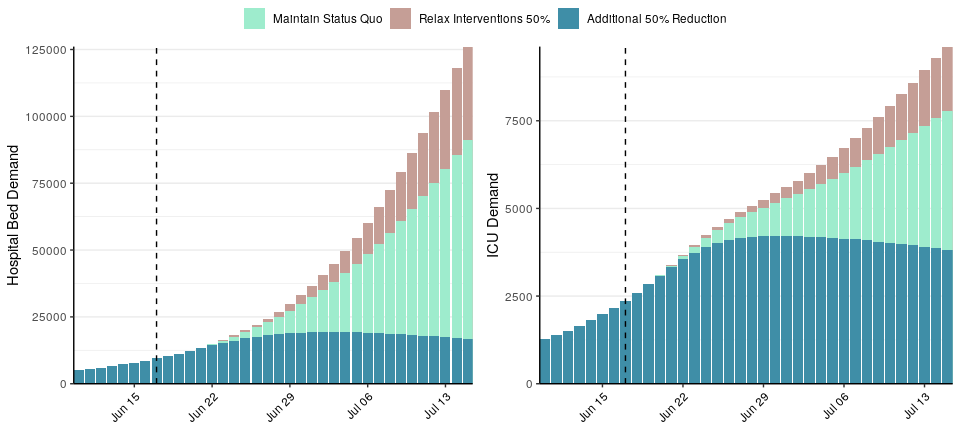 Maintain Status Quo Relax Interventions 50% Additional 50% Reduction
Hospital Bed Demand
125000
100000
75000
50000
25000
0
Jun 15 Jun 22 Jun 29 Jul 06 Jul 13
ICU Demand
7500
5000
2500
0
Jun 15 Jun 22 Jun 29 Jul 06 Jul 13